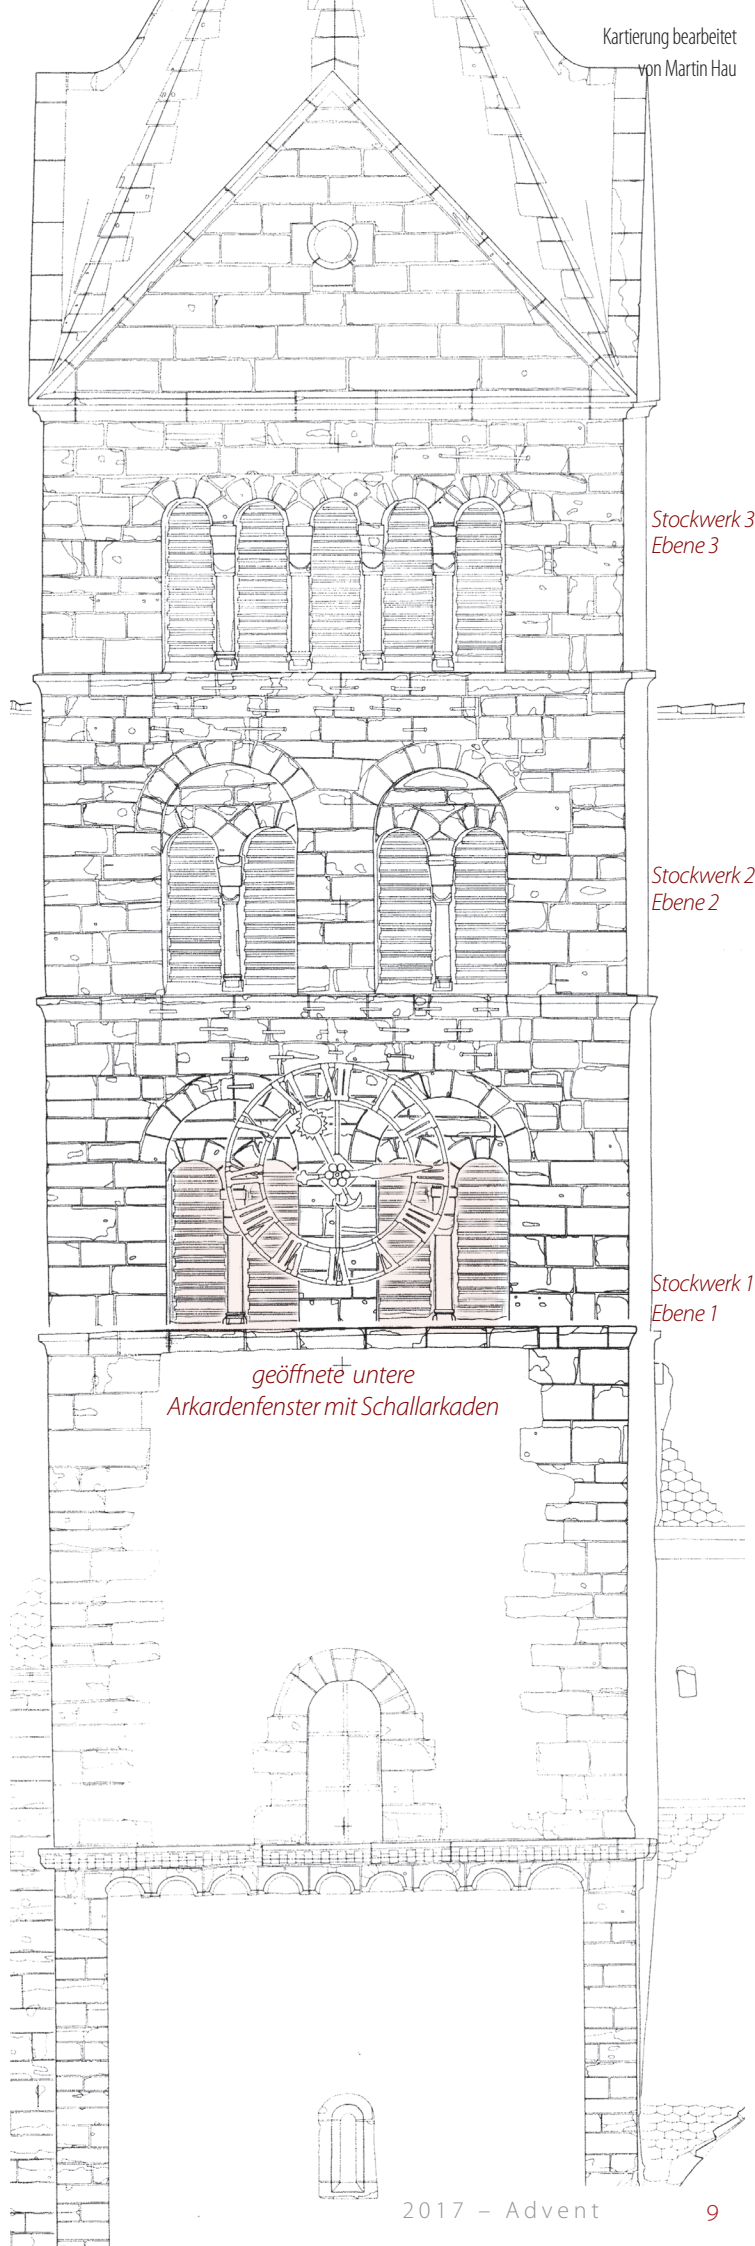 Kartierung bearbeitet
von Martin Hau
Stockwerk 3
Ebene 3
Stockwerk 2
Ebene 2
Stockwerk 1
Ebene 1
geöffnete untere
Arkardenfenster mit Schallarkaden
2017 – Advent 9